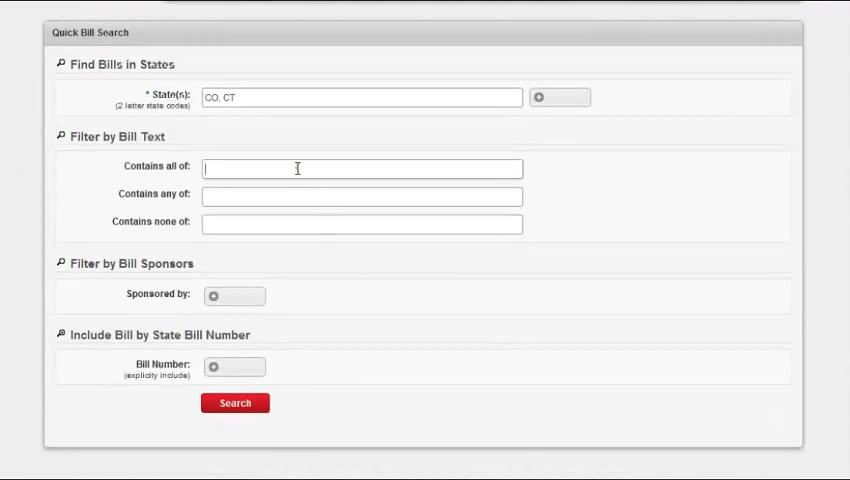 Quick Bill Search
Find Bills in States
* State(s):
(2 letter state codes)
CO, CT
Filter by Bill Text
Contains all of:
Contains any of:
Contains none of:
Filter by Bill Sponsors
Sponsored by:
Include Bill by State Bill Number
Bill Number:
(explicity include)
Search